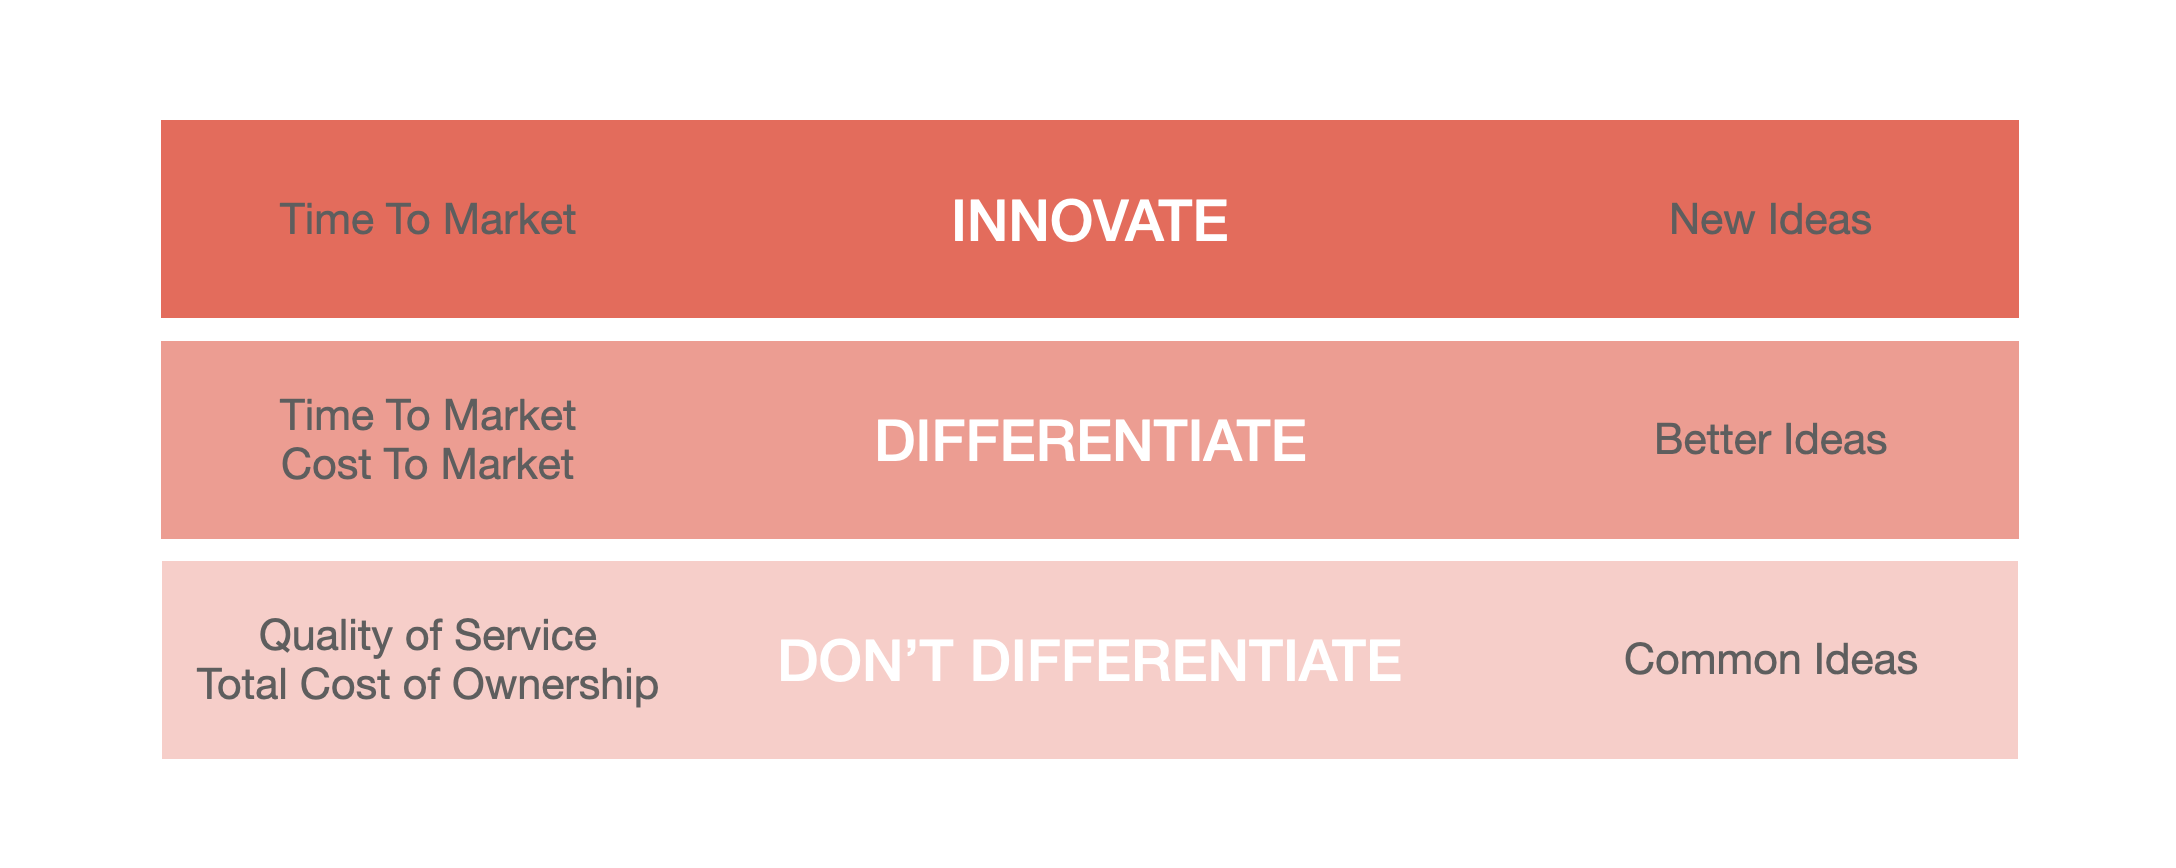 Time To Market
INNOVATE
New Ideas
Time To Market
Cost To Market
DIFFERENTIATE
Better Ideas
Quality of Service
Total Cost of Ownership
DON’T DIFFERENTIATE
Common Ideas